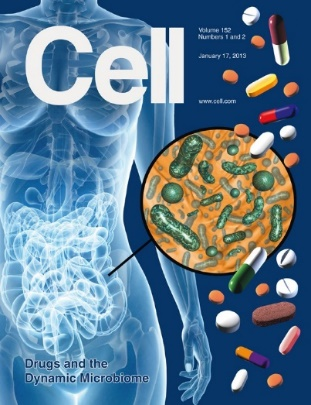 Cell
Volume 152
Numbers 1 and 2
January 17, 2013
www.cell.com
Drugs and the
Dynamic Microbiome